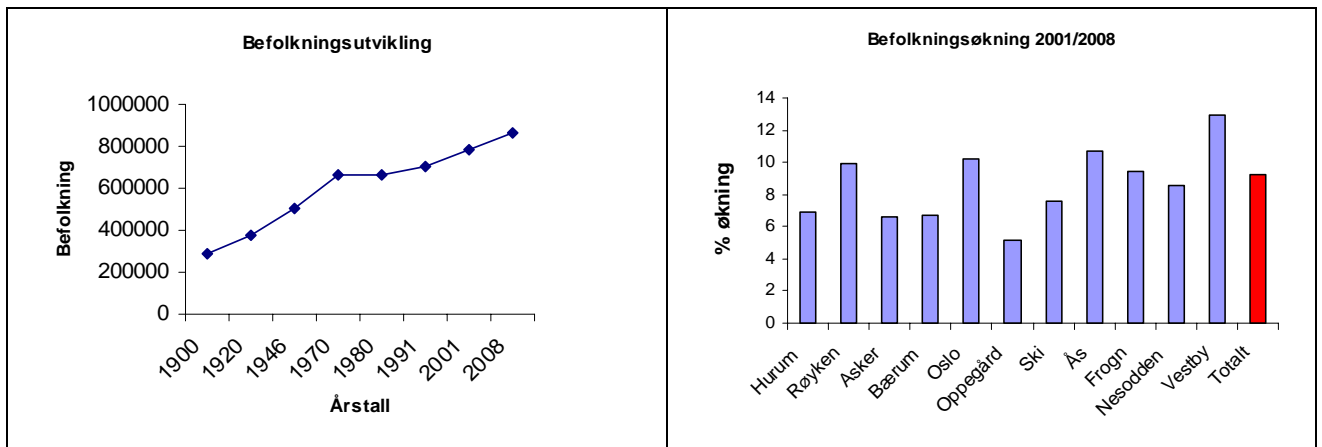 Befolkningsutvikling
Befolkning
1000000
800000
600000
400000
200000
0
1900
1920
1946
1970
1980
1991
2001
2008
Årstall
Befolkningsøkning 2001/2008
% økning
14
12
10
8
6
4
2
0
Hurum
Røyken
Asker
Bærum
Oslo
Oppegård
Ski
Ås
Frogn
Nesodden
Vestby
Totalt